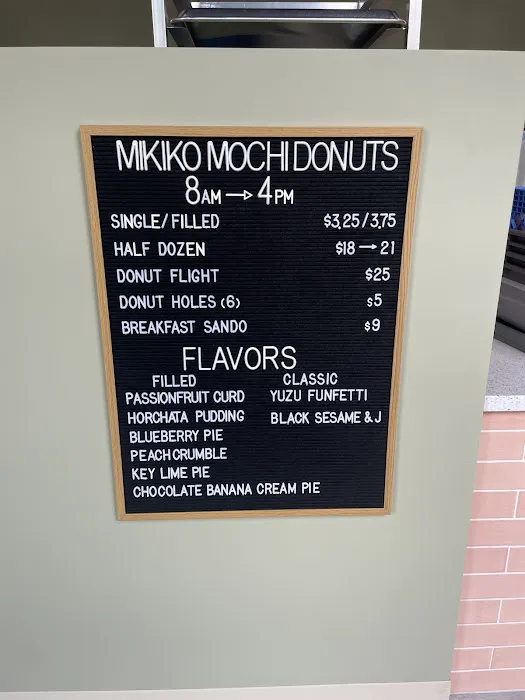 MIKIKO MOCHI DONUTS
8AM → 4PM
SINGLE/FILLED $3,25/3,75
HALF DOZEN $18 → 21
DONUT FLIGHT $25
DONUT HOLES (6) $5
BREAKFAST SANDO $9
FLAVORS
FILLED CLASSIC
PASSIONFRUIT CURD YUZU FUNFETTI
HORCHATA PUDDING BLACK SESAME & J
BLUEBERRY PIE
PEACH CRUMBLE
KEY LIME PIE
CHOCOLATE BANANA CREAM PIE